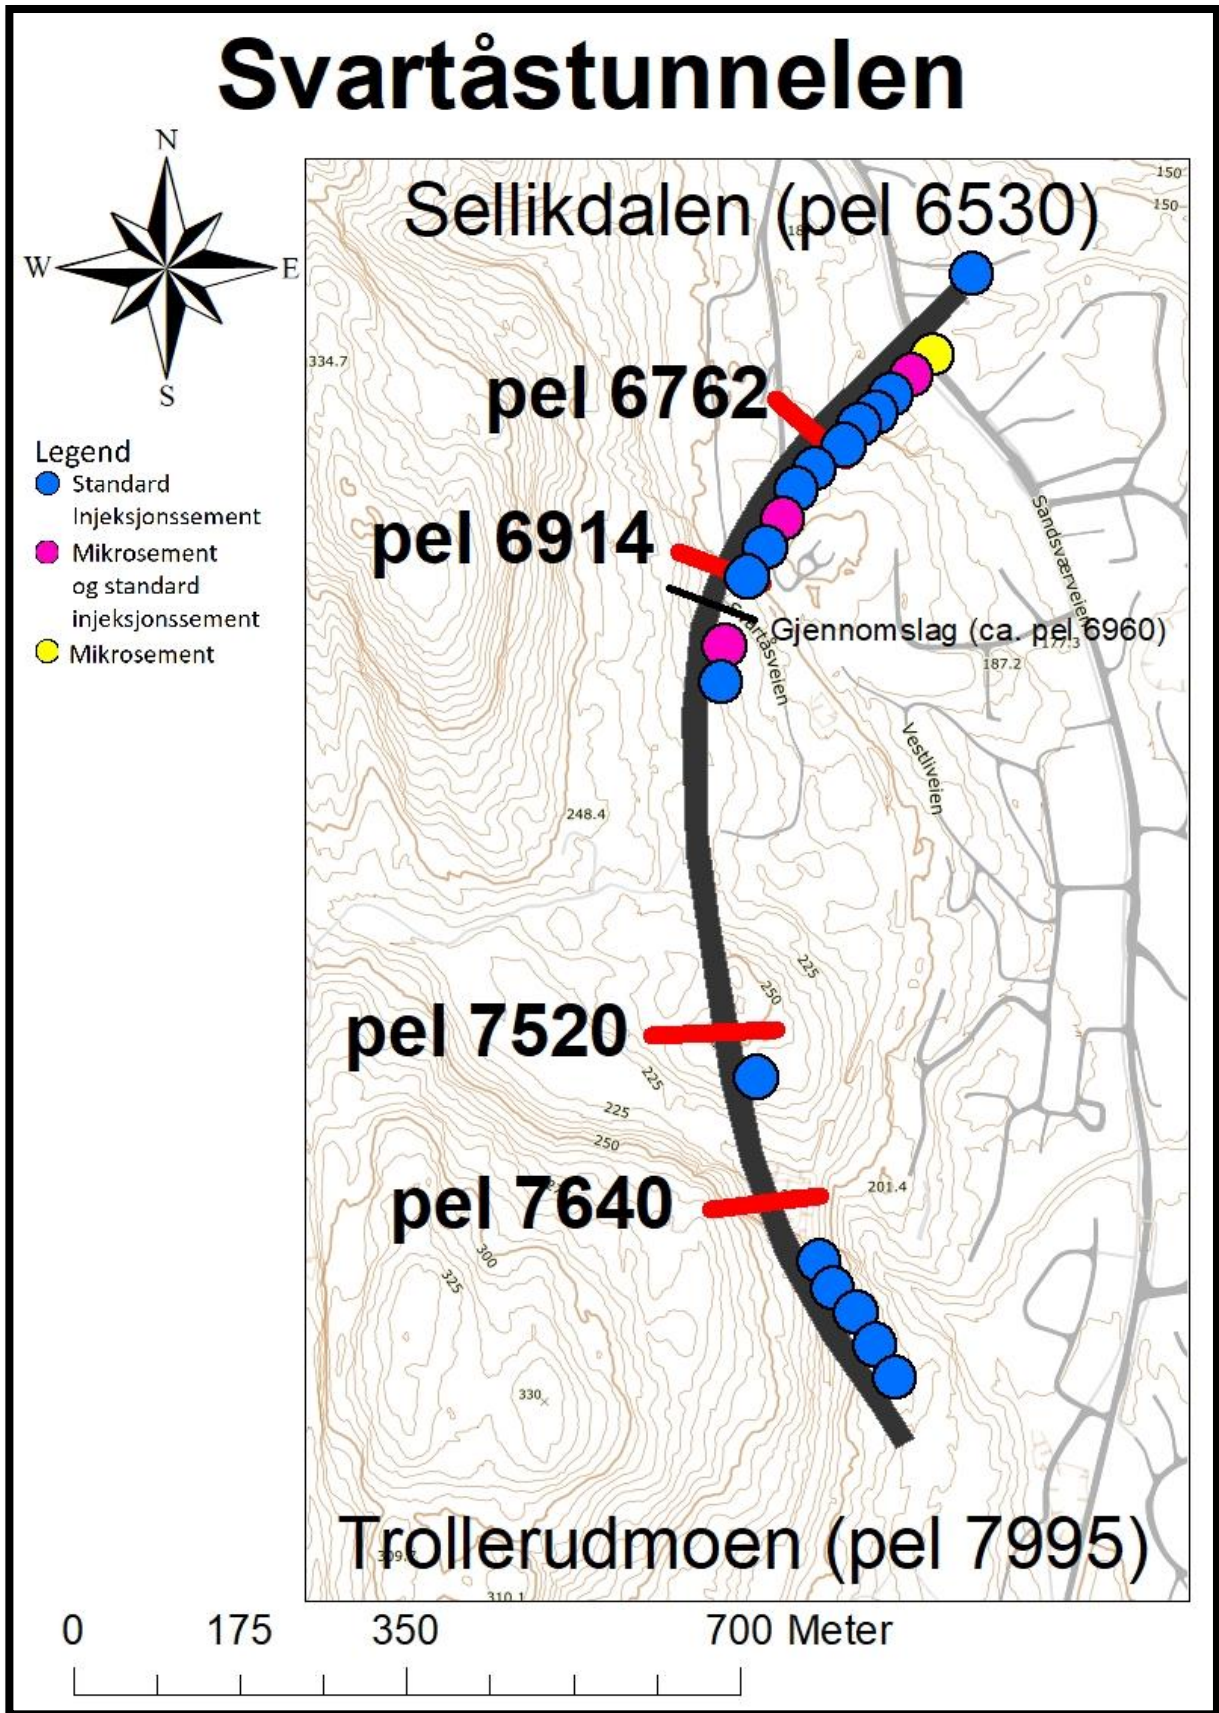 Svartåstunnelen
N
W
E
S
Legend
Standard
Injeksjonssement
Mikrosement
og standard
injeksjonssement
Mikrosement
150
150
Sellikdalen (pel 6530)
334.7
pel 6762
pel 6914
Sandsværveien
Gjennomslag (ca. pel 6960)
177.3
187.2
Vestliveien
248.4
225
250
pel 7520
225
225
250
pel 7640
201.4
300
325
330
Trollerudmoen (pel 7995)
310.1
0
175
350
700 Meter